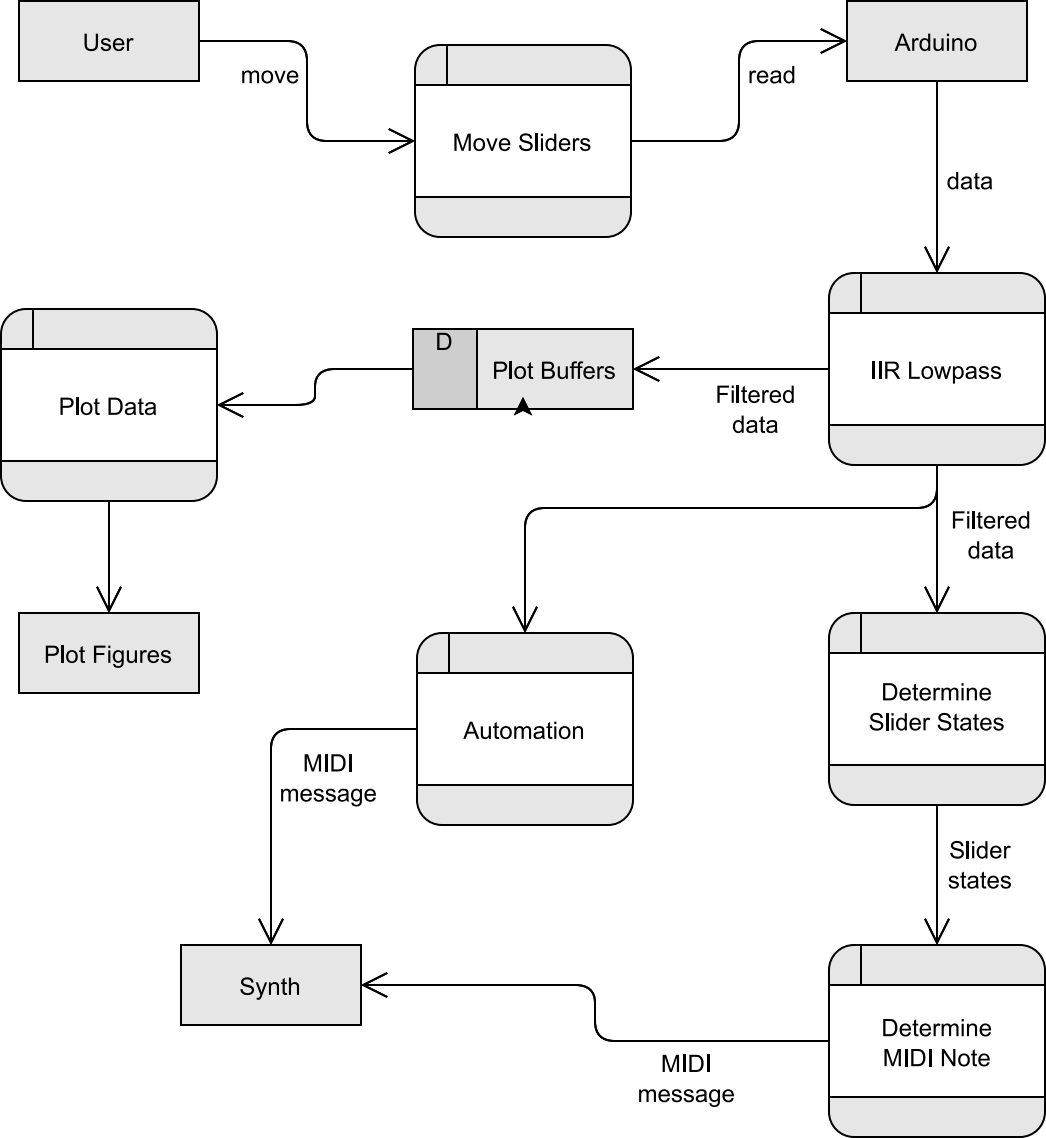 User
move
Move Sliders
read
Arduino
data
Plot Data
D
Plot Buffers
Filtered
data
IIR Lowpass
Filtered
data
Plot Figures
Automation
Determine
Slider States
MIDI
message
Slider
states
Synth
MIDI
message
Determine
MIDI Note